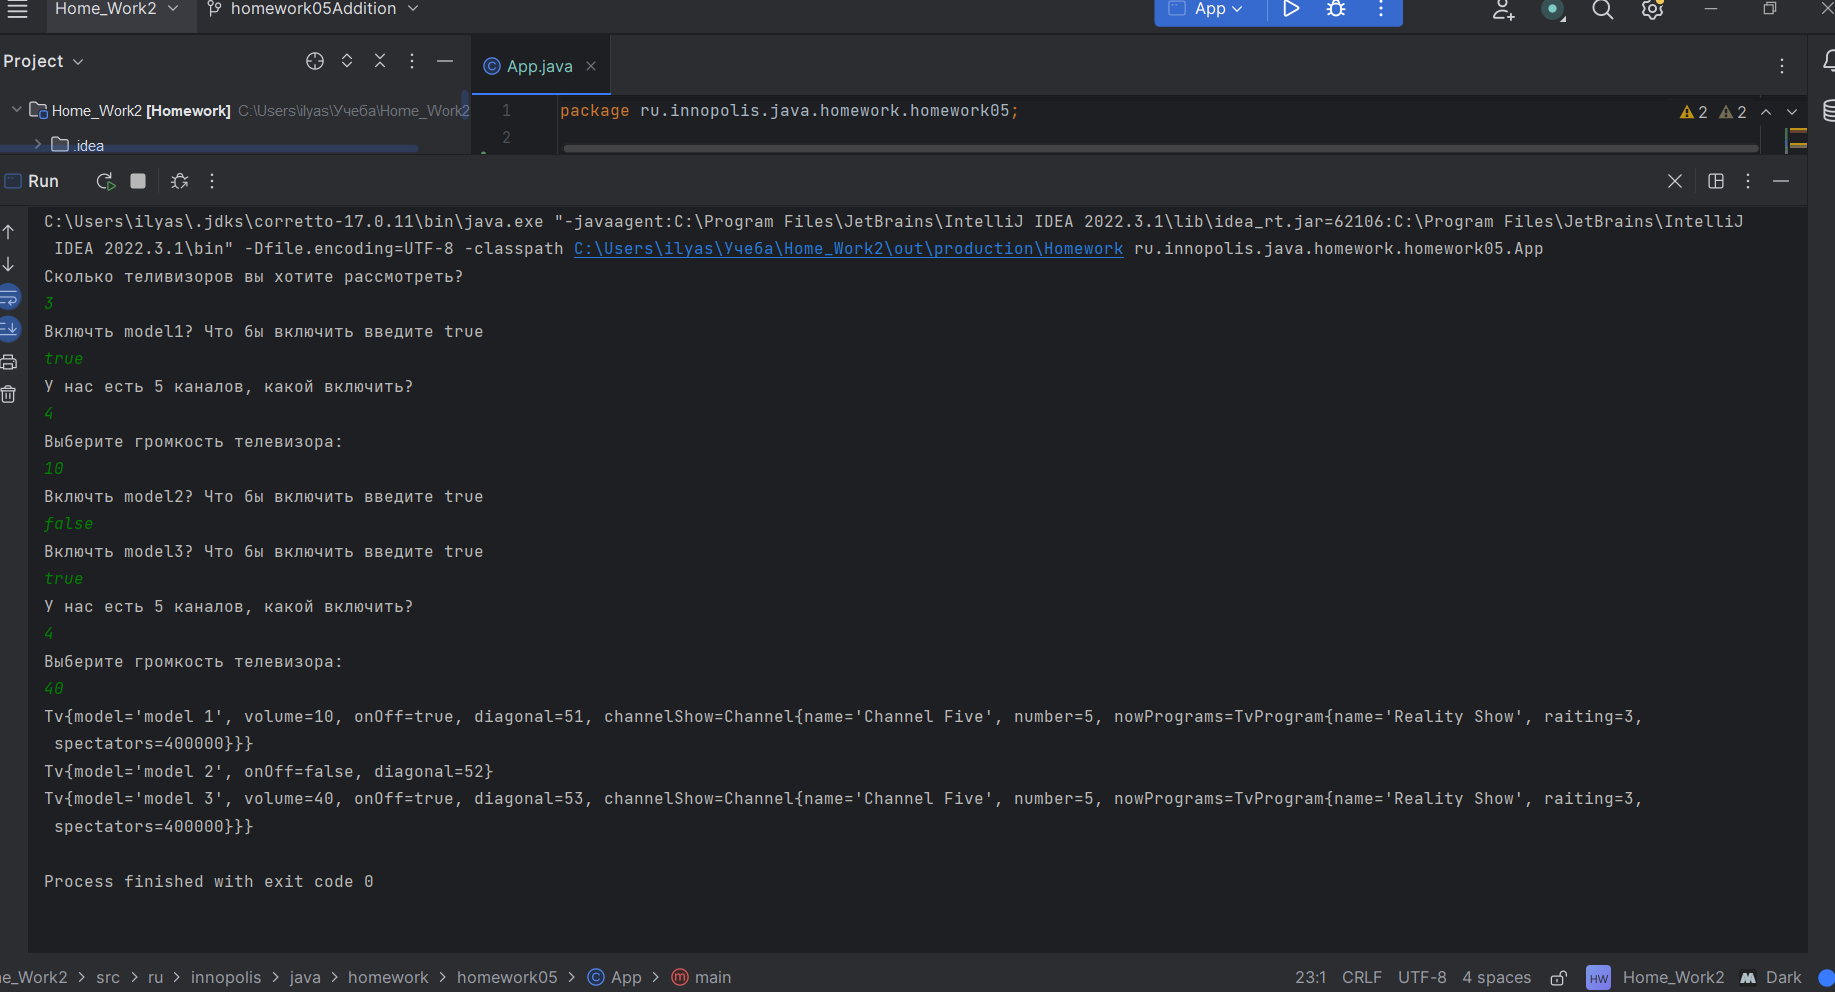 Home_Work2 homework05Addition App
Project App.java
Home_Work2 [Homework] C:\Users\ilyas\Учеба\Home_Work2
.idea
1 package ru.innopolis.java.homework.homework05; 2 2
2
Run
C:\Users\ilyas\.jdks\corretto-17.0.11\bin\java.exe "-javaagent:C:\Program Files\JetBrains\IntelliJ IDEA 2022.3.1\lib\idea_rt.jar=62106:C:\Program Files\JetBrains\IntelliJ
IDEA 2022.3.1\bin" -Dfile.encoding=UTF-8 -classpath C:\Users\ilyas\Учеба\Home_Work2\out\production\Homework ru.innopolis.java.homework.homework05.App
Сколько теливизоров вы хотите рассмотреть?
3
Включть model1? Что бы включить введите true
true
У нас есть 5 каналов, какой включить?
4
Выберите громкость телевизора:
10
Включть model2? Что бы включить введите true
false
Включть model3? Что бы включить введите true
true
У нас есть 5 каналов, какой включить?
4
Выберите громкость телевизора:
40
Tv{model='model 1', volume=10, onOff=true, diagonal=51, channelShow=Channel{name='Channel Five', number=5, nowPrograms=TvProgram{name='Reality Show', raiting=3,
spectators=400000}}}
Tv{model='model 2', onOff=false, diagonal=52}
Tv{model='model 3', volume=40, onOff=true, diagonal=53, channelShow=Channel{name='Channel Five', number=5, nowPrograms=TvProgram{name='Reality Show', raiting=3,
spectators=400000}}}
Process finished with exit code 0
me_Work2 > src > ru > innopolis > java > homework > homework05 > App > main 23:1 CRLF UTF-8 4 spaces HW Home_Work2 Dark